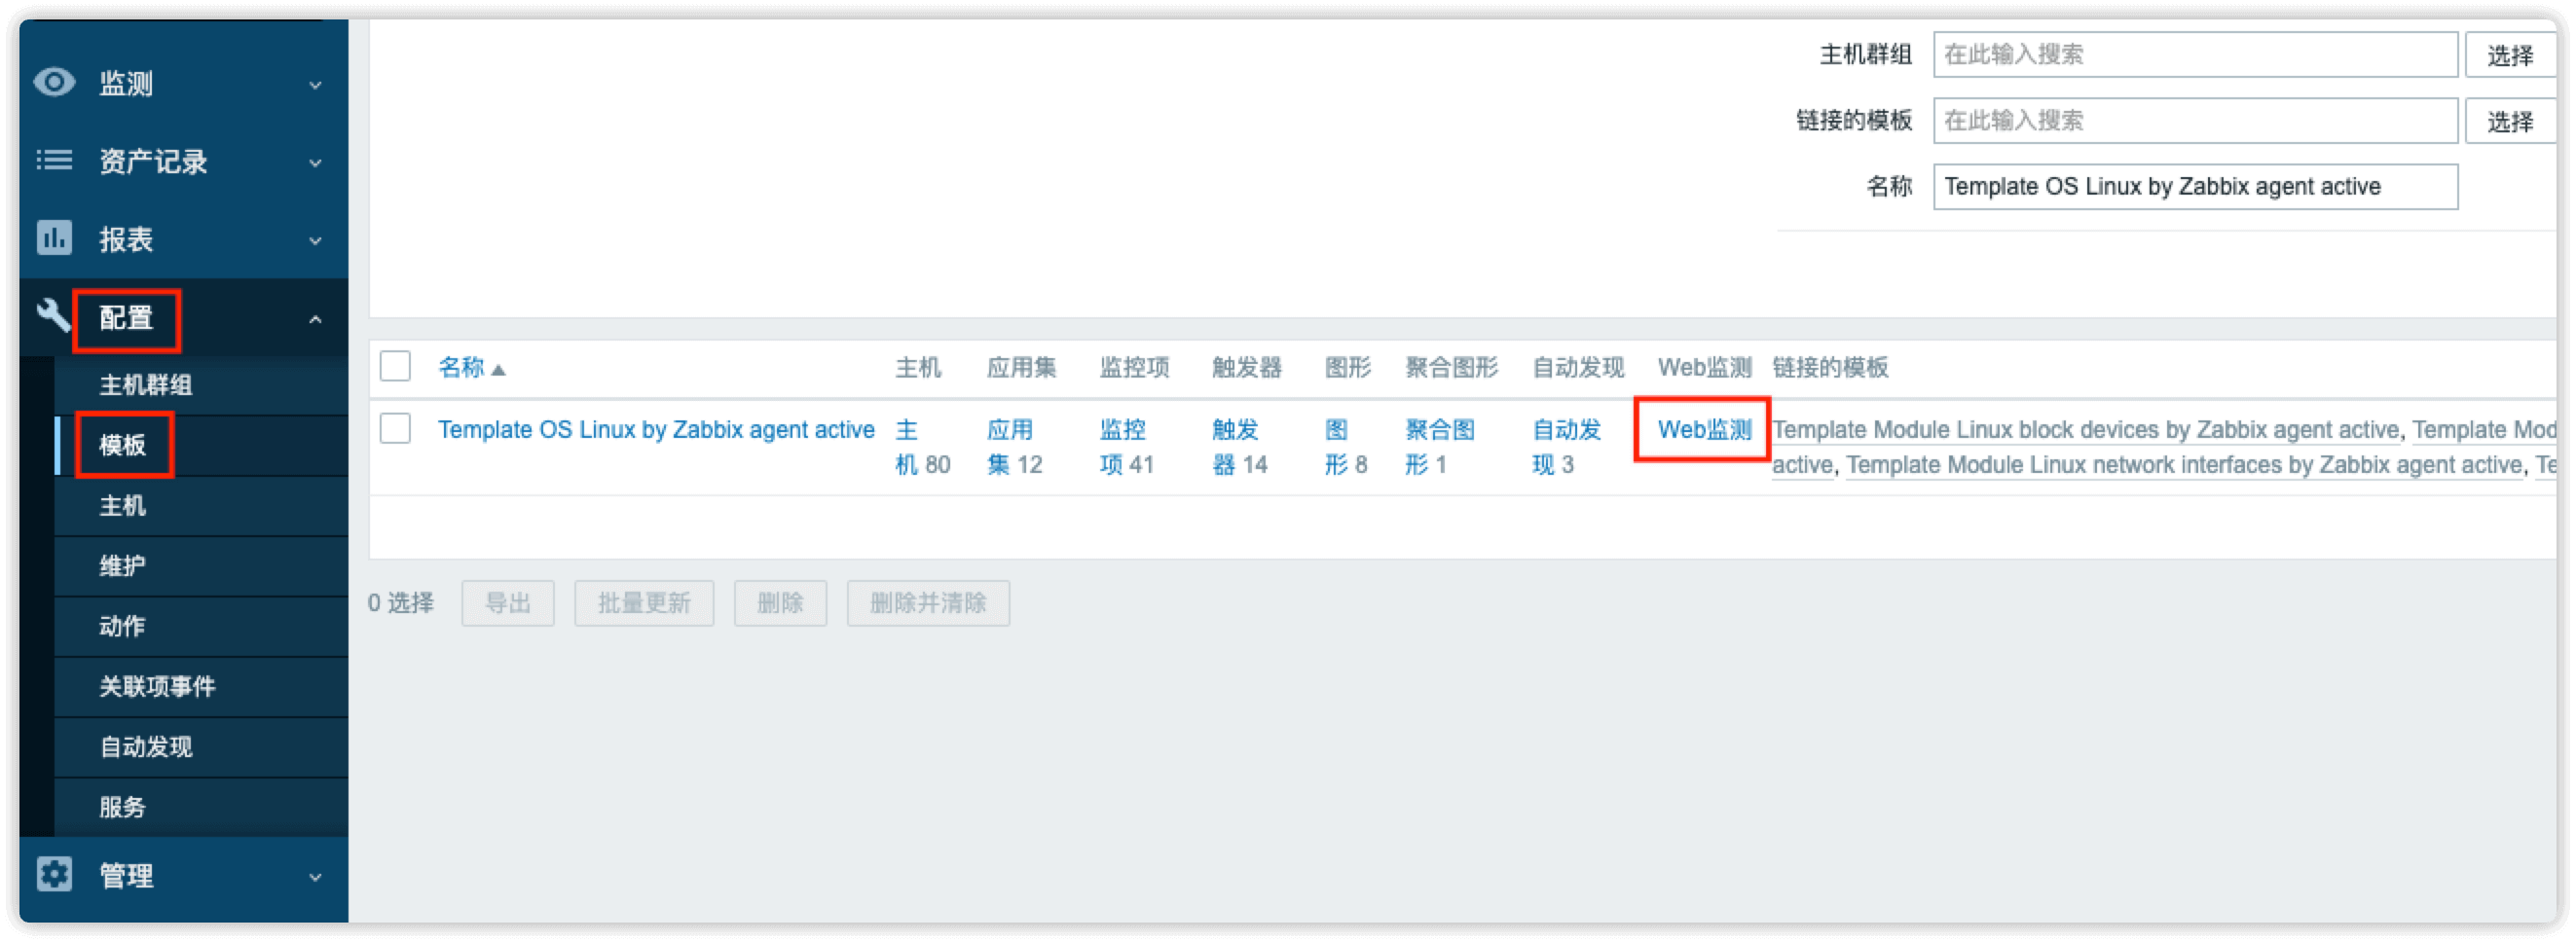 监测
资产记录
报表
配置
主机群组
模板
主机
维护
动作
关联项事件
自动发现
服务
管理
主机群组 在此输入搜索 选择
链接的模板 在此输入搜索 选择
名称 Template OS Linux by Zabbix agent active
名称 主机 应用集 监控项 触发器 图形 聚合图形 自动发现 Web监测 链接的模板
Template OS Linux by Zabbix agent active 主 应用 监控 触发 图 聚合图 自动发 Web监测 Template Module Linux block devices by Zabbix agent active, Template Mod
机 80 集 12 项 41 器 14 形 8 形 1 现 3 active, Template Module Linux network interfaces by Zabbix agent active, Te
0 选择 导出 批量更新 删除 删除并清除